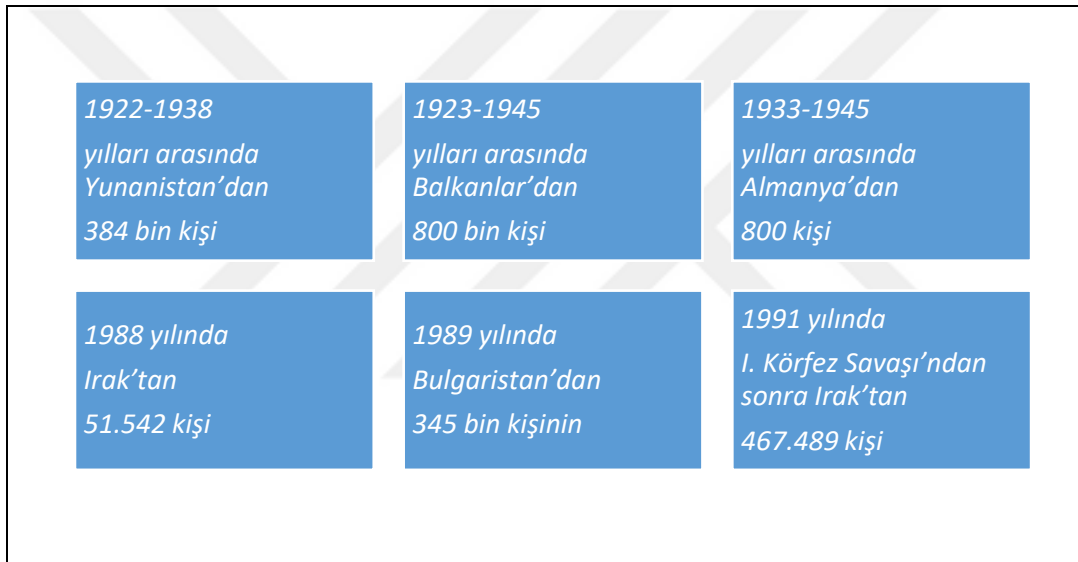 1922-1938
yılları arasında
Yunanistan’dan
384 bin kişi
1923-1945
yılları arasında
Balkanlar’dan
800 bin kişi
1933-1945
yılları arasında
Almanya’dan
800 kişi
1988 yılında
Irak’tan
51.542 kişi
1989 yılında
Bulgaristan’dan
345 bin kişinin
1991 yılında
I. Körfez Savaşı’ndan
sonra Irak’tan
467.489 kişi